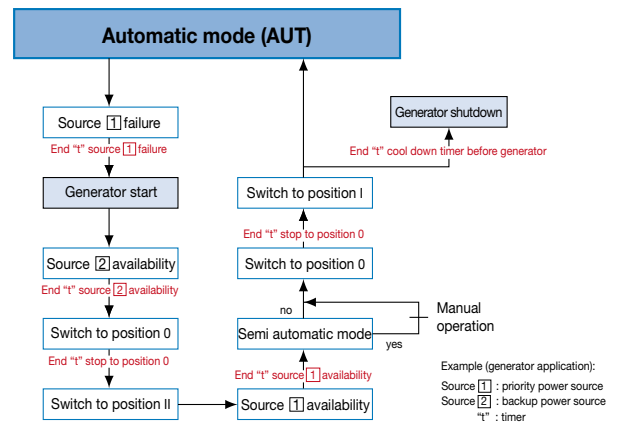 Automatic mode (AUT)
Source 1 failure
End “t” source 1 failure
Generator start
Source 2 availability
End “t” source 2 availability
Switch to position 0
End “t” stop to position 0
Switch to position II
Source 1 availability
End “t” source 1 availability
Semi automatic mode
no
yes
Manual
operation
Switch to position 0
End “t” stop to position 0
Switch to position I
End “t” cool down timer before generator
Generator shutdown
Example (generator application):
Source 1 : priority power source
Source 2 : backup power source
“t” : timer